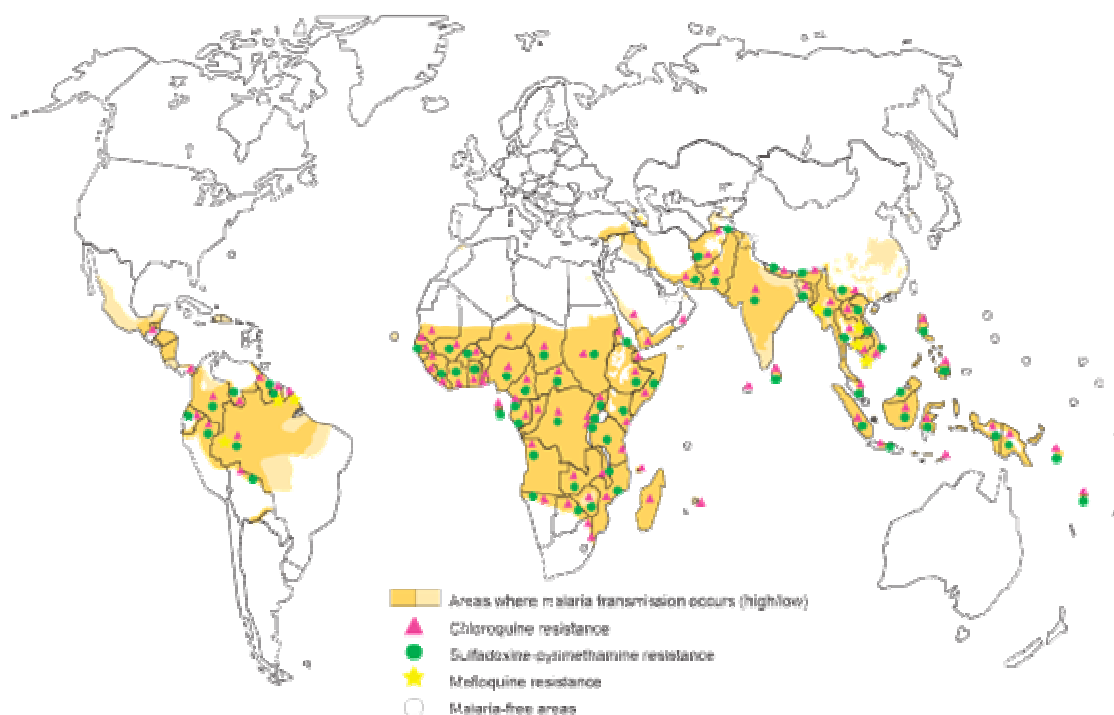 Areas where malaria transmission occurs (high/low)
Chloroquine resistance
Sulfadoxine-pyrimethamine resistance
Mefloquine resistance
Malaria-free areas